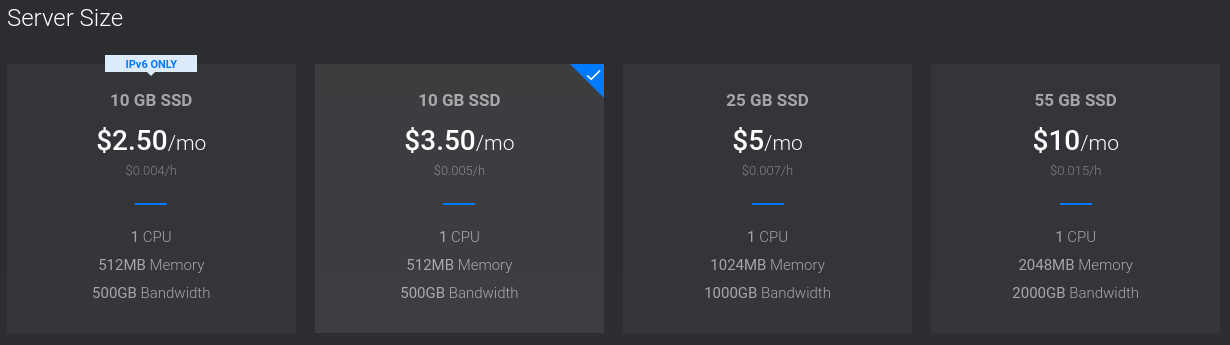 Server Size
IPv6 ONLY
10 GB SSD
$2.50/mo
$0.004/h
1 CPU
512MB Memory
500GB Bandwidth
10 GB SSD
$3.50/mo
$0.005/h
1 CPU
512MB Memory
500GB Bandwidth
25 GB SSD
$5/mo
$0.007/h
1 CPU
1024MB Memory
1000GB Bandwidth
55 GB SSD
$10/mo
$0.015/h
1 CPU
2048MB Memory
2000GB Bandwidth